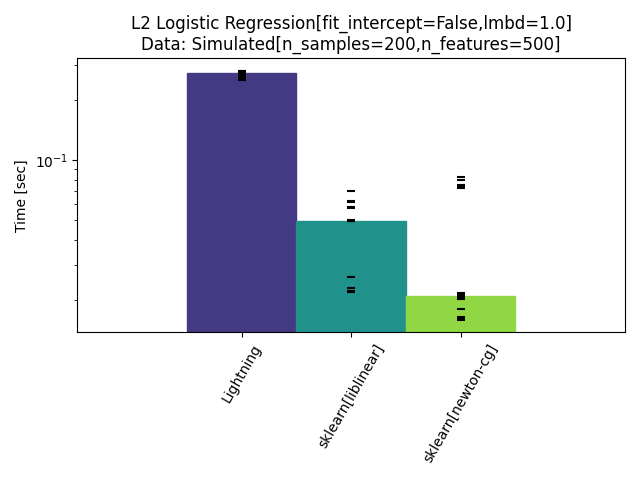 L2 Logistic Regression[fit_intercept=False,lmbd=1.0]
Data: Simulated[n_samples=200,n_features=500]
Time [sec]
10⁻¹
Lightning
sklearn[liblinear]
sklearn[newton-cg]